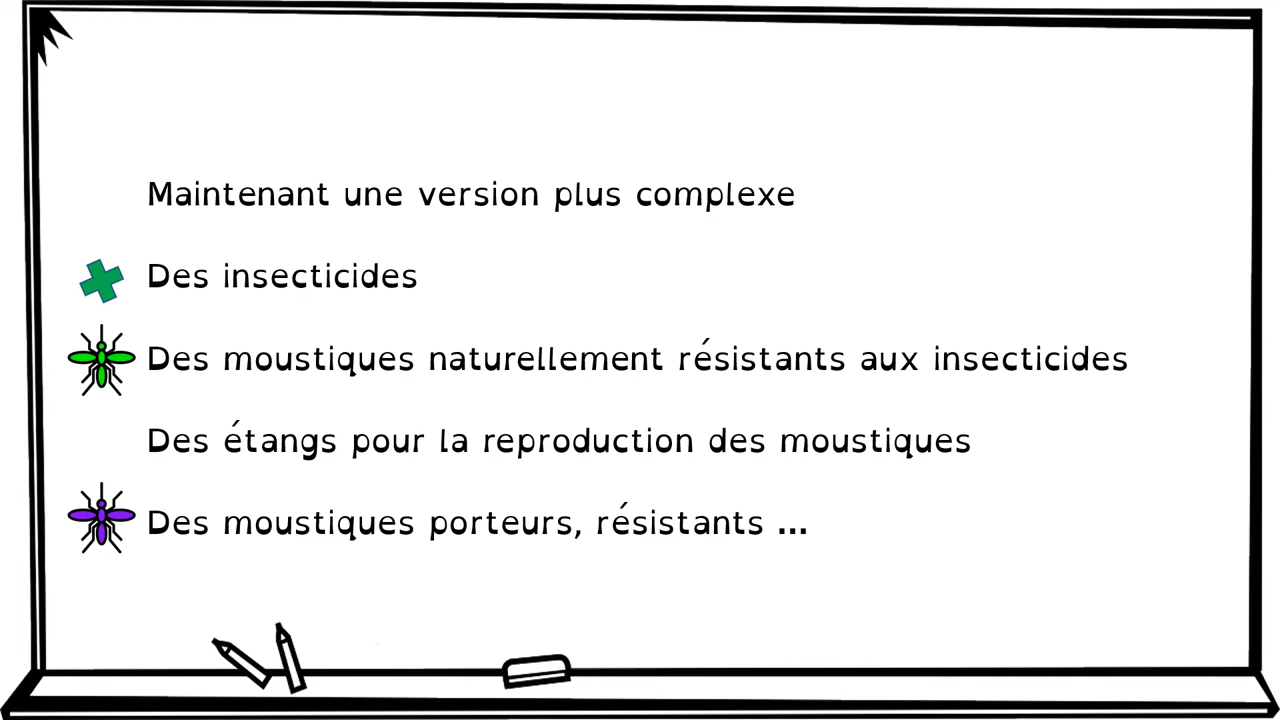 Maintenant une version plus complexe
Des insecticides
Des moustiques naturellement résistants aux insecticides
Des étangs pour la reproduction des moustiques
Des moustiques porteurs, résistants ...